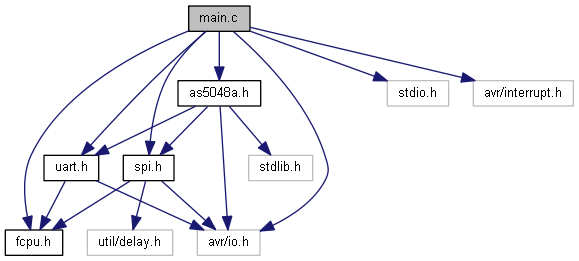 main.c
as5048a.h
stdio.h
avr/interrupt.h
uart.h
spi.h
stdlib.h
fcpu.h
util/delay.h
avr/io.h